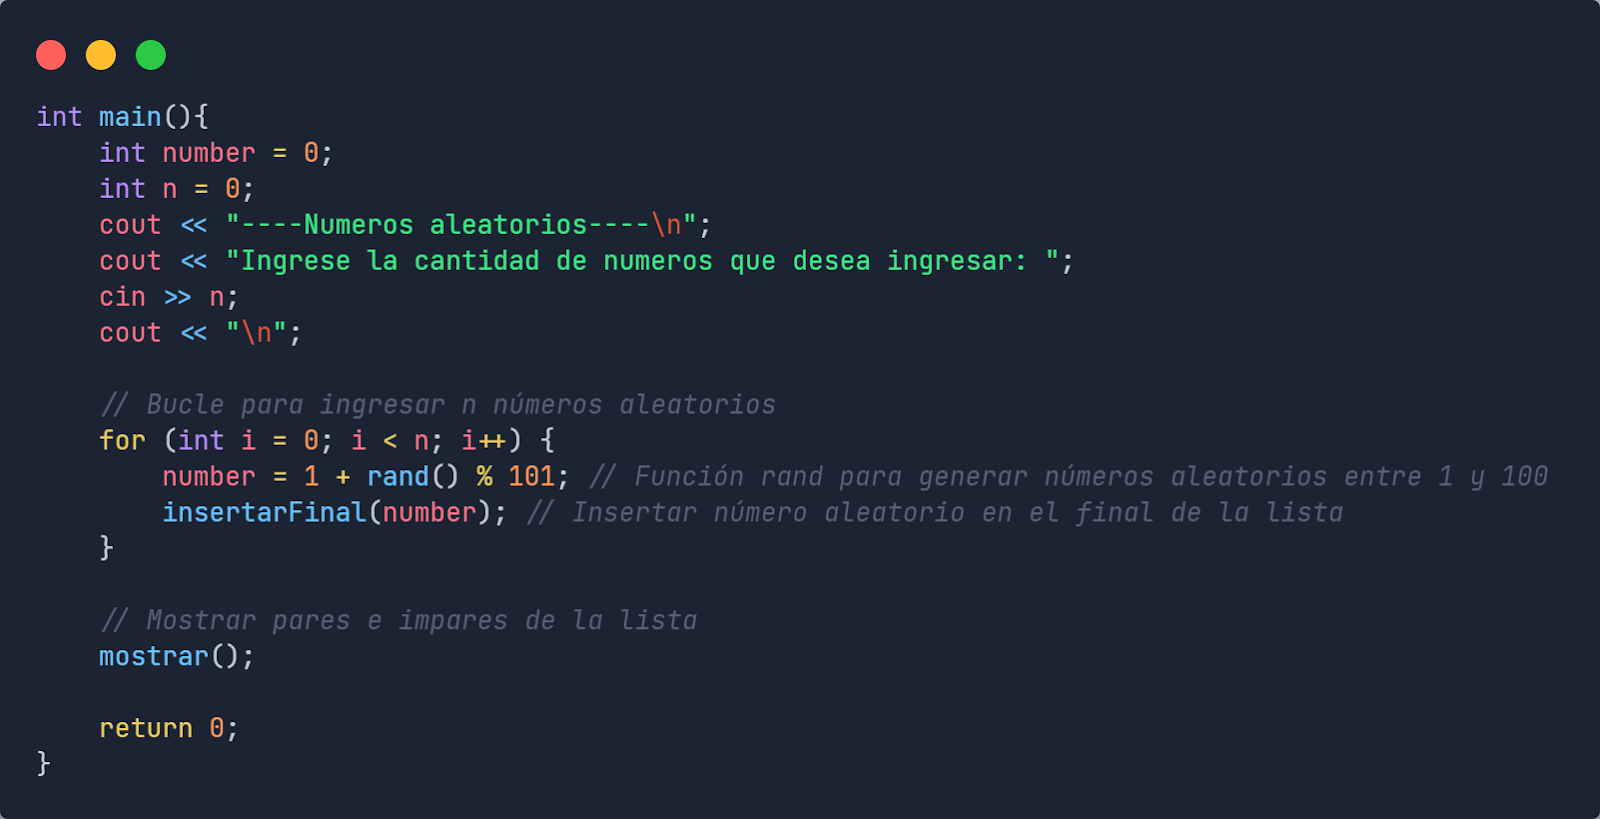 int main(){
    int number = 0;
    int n = 0;
    cout << "----Numeros aleatorios----\n";
    cout << "Ingrese la cantidad de numeros que desea ingresar: ";
    cin >> n;
    cout << "\n";

    // Bucle para ingresar n números aleatorios
    for (int i = 0; i < n; i++) {
        number = 1 + rand() % 101; // Función rand para generar números aleatorios entre 1 y 100
        insertarFinal(number); // Insertar número aleatorio en el final de la lista
    }

    // Mostrar pares e impares de la lista
    mostrar();

    return 0;
}